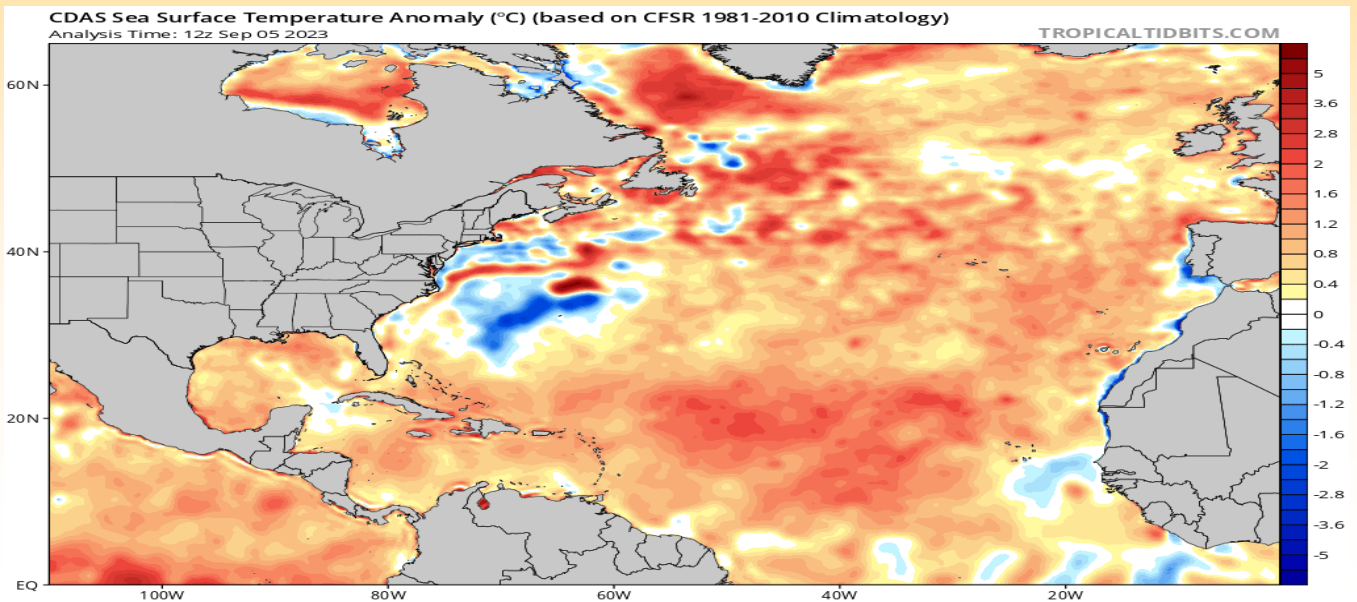 CDAS Sea Surface Temperature Anomaly (°C) (based on CFSR 1981-2010 Climatology)
Analysis Time: 12z Sep 05 2023
TROPICALTIDBITS.COM
60N
40N
20N
EQ
100W
80W
60W
40W
20W
5
3.6
2.8
2
1.6
1.2
0.8
0.4
0
-0.4
-0.8
-1.2
-1.6
-2
-2.8
-3.6
-5